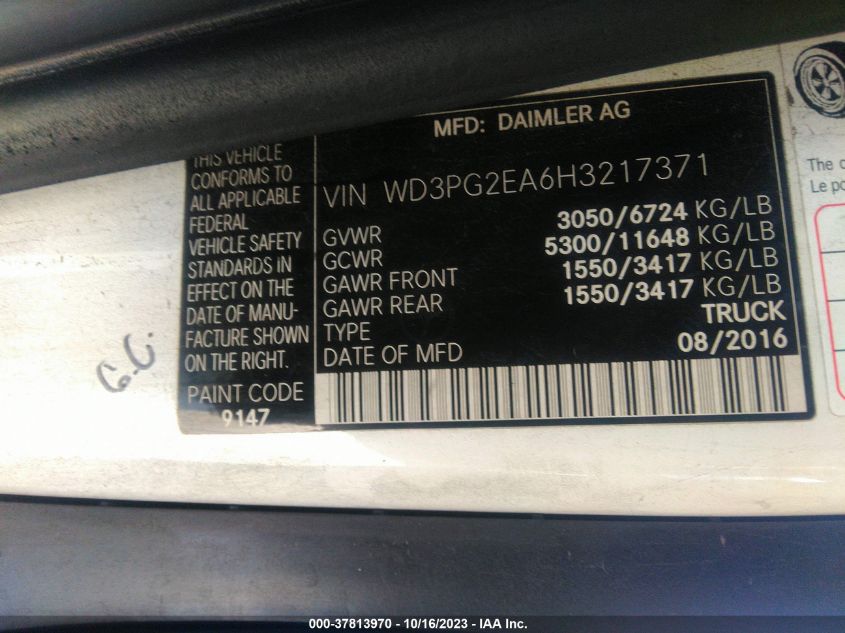 MFD: DAIMLER AG
THIS VEHICLE
CONFORMS TO
ALL APPLICABLE
FEDERAL
VEHICLE SAFETY
STANDARDS IN
EFFECT ON THE
DATE OF MANU-
FACTURE SHOWN
ON THE RIGHT.
PAINT CODE
9147
VIN WD3PG2EA6H3217371
GVWR 3050/6724 KG/LB
GCWR 5300/11648 KG/LB
GAWR FRONT 1550/3417 KG/LB
GAWR REAR 1550/3417 KG/LB
TYPE TRUCK
DATE OF MFD 08/2016
The c
Le po
G.C.
000-37813970 - 10/16/2023 - IAA Inc.